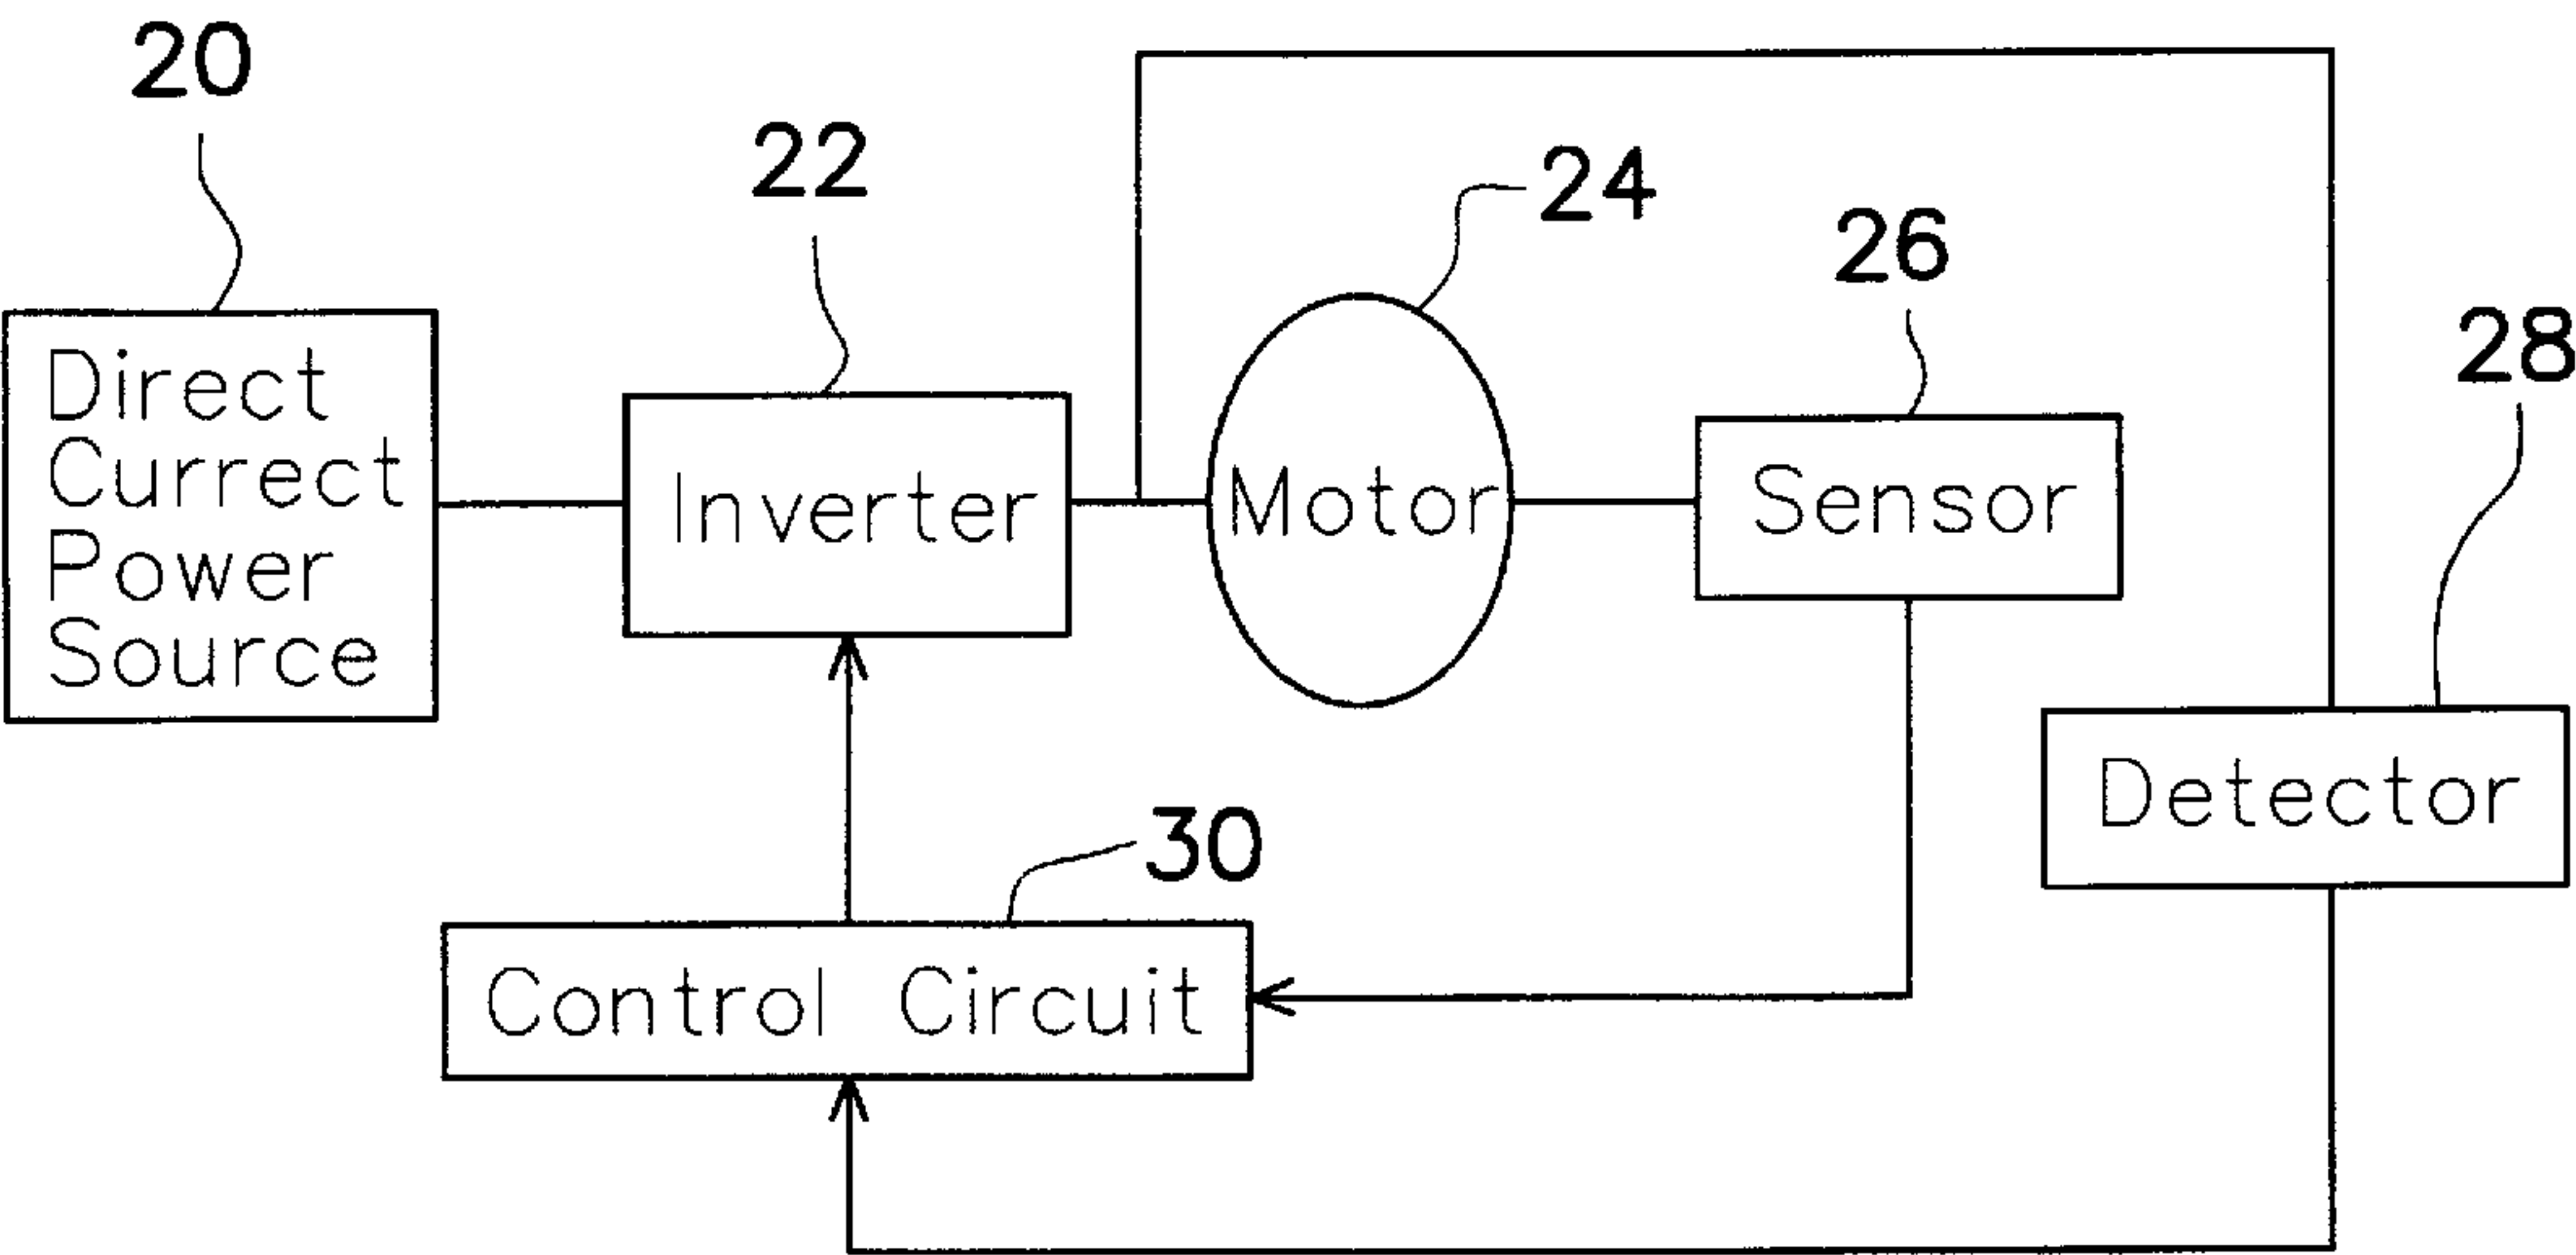 20
22
24
26
28
Direct
Currect
Power
Source
Inverter
Motor
Sensor
Detector
30
Control Circuit